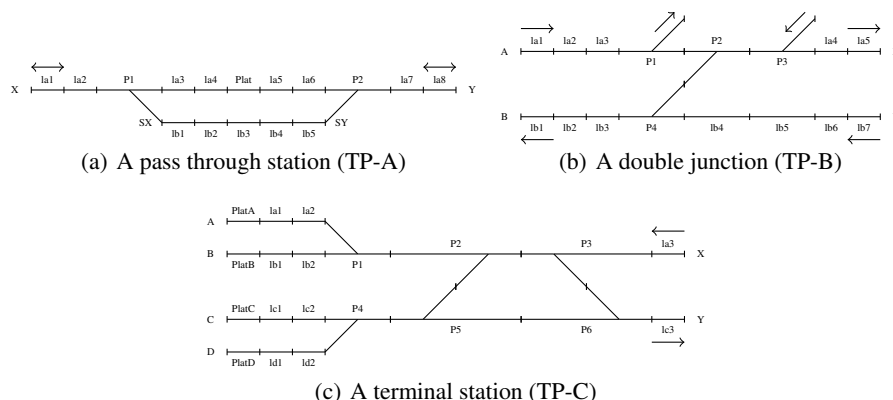 la1 la2 P1 la3 la4 Plat la5 la6 P2 la7 la8
X Y
SX SY
lb1 lb2 lb3 lb4 lb5
(a) A pass through station (TP-A)
la1 la2 la3 P2 la4 la5
A
P1 P3
B
lb1 lb2 lb3 P4 lb4 lb5 lb6 lb7
(b) A double junction (TP-B)
PlatA la1 la2
A
P2 P3 la3
B X
PlatB lb1 lb2 P1
PlatC lc1 lc2 P4
C Y
P5 P6 lc3
D
PlatD ld1 ld2
(c) A terminal station (TP-C)